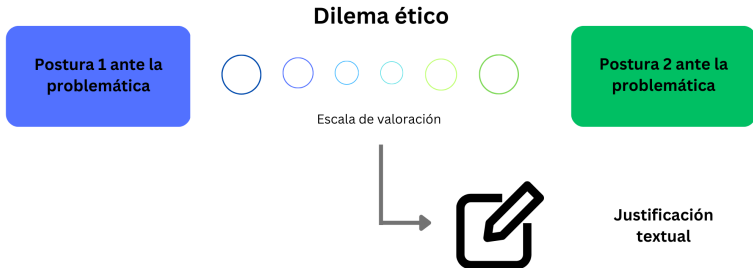 Dilema ético
Postura 1 ante la
problemática
Postura 2 ante la
problemática
Escala de valoración
Justificación
textual